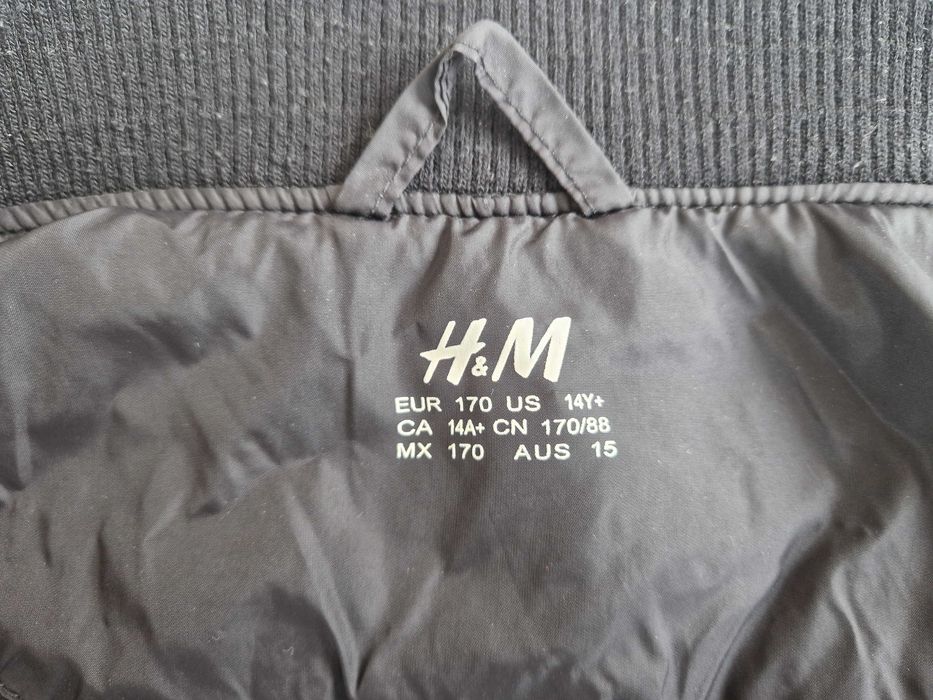 H&M
EUR 170 US 14Y+
CA 14A+ CN 170/88
MX 170 AUS 15